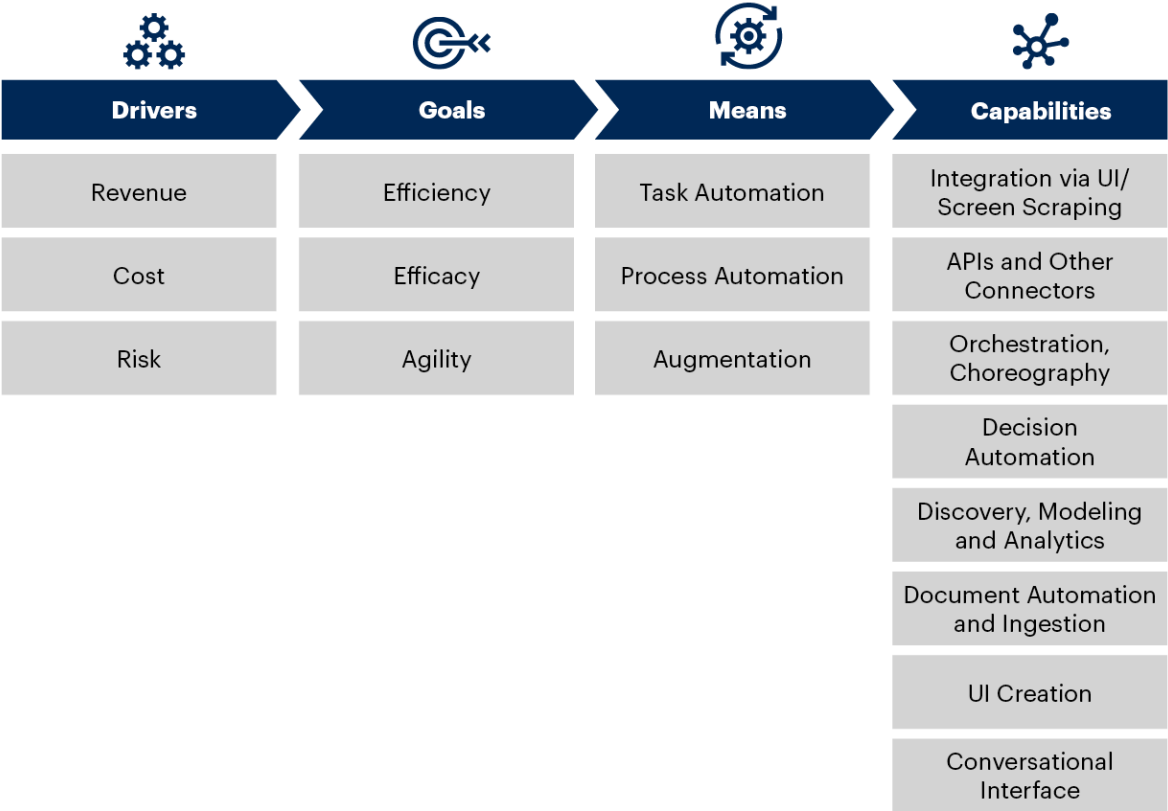 Drivers
Goals
Means
Capabilities
Revenue
Cost
Risk
Efficiency
Efficacy
Agility
Task Automation
Process Automation
Augmentation
Integration via UI/
Screen Scraping
APIs and Other
Connectors
Orchestration,
Choreography
Decision
Automation
Discovery, Modeling
and Analytics
Document Automation
and Ingestion
UI Creation
Conversational
Interface